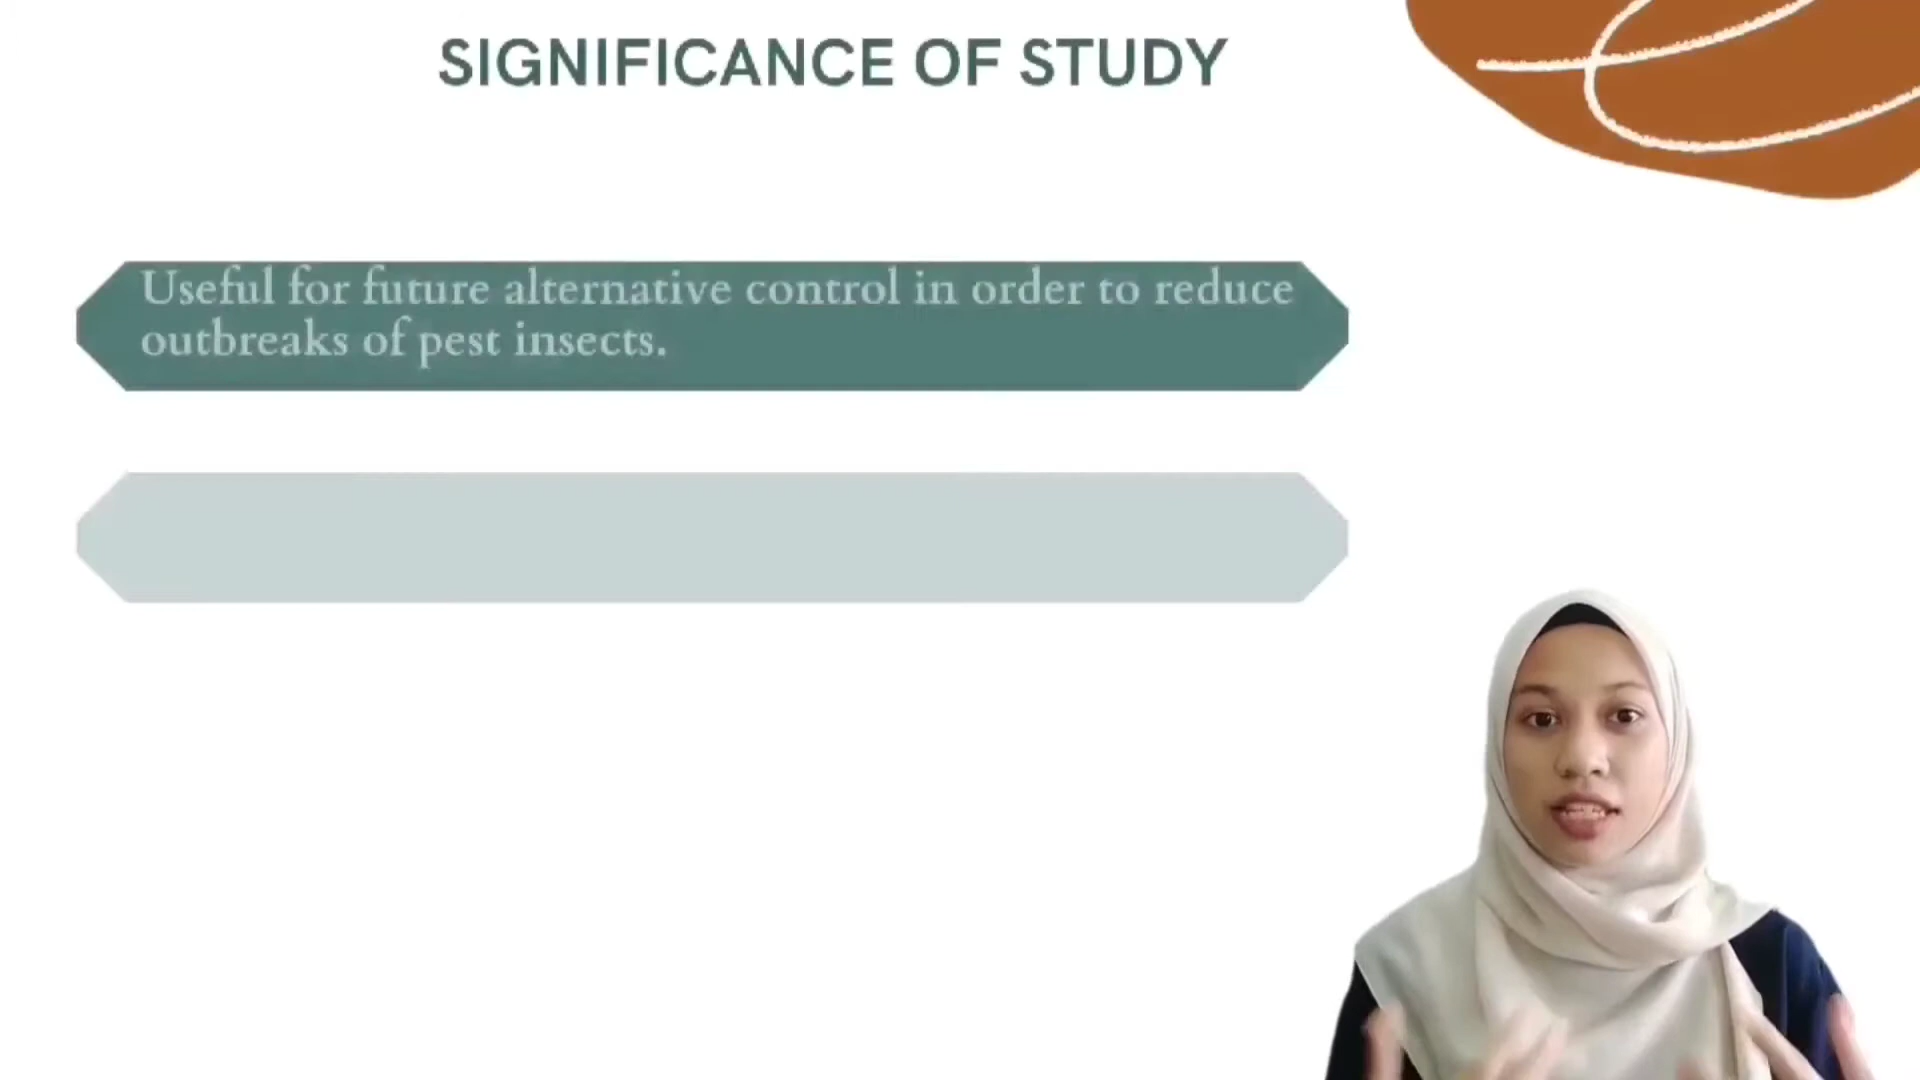 SIGNIFICANCE OF STUDY
Useful for future alternative control in order to reduce
outbreaks of pest insects.